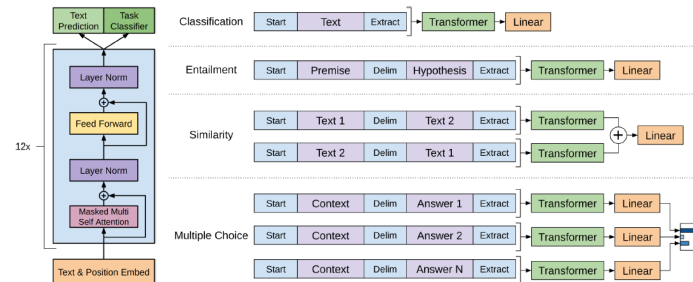 Text
Prediction
Task
Classifier
Layer Norm
Feed Forward
12x
Layer Norm
Masked Multi
Self Attention
Text & Position Embed
Classification
Start Text Extract Transformer Linear
Entailment
Start Premise Delim Hypothesis Extract Transformer Linear
Similarity
Start Text 1 Delim Text 2 Extract Transformer
Linear
Start Text 2 Delim Text 1 Extract Transformer
Multiple Choice
Start Context Delim Answer 1 Extract Transformer Linear
Start Context Delim Answer 2 Extract Transformer Linear
Start Context Delim Answer N Extract Transformer Linear